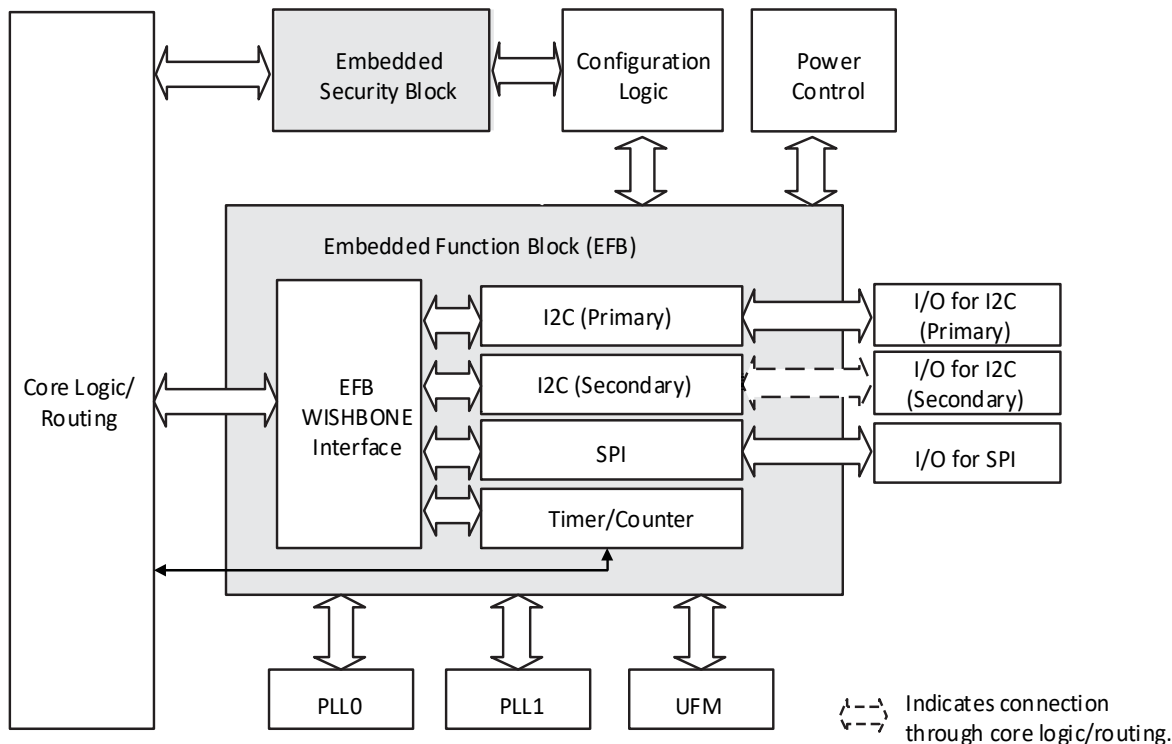 Embedded
Security Block
Configuration
Logic
Power
Control
Embedded Function Block (EFB)
Core Logic/
Routing
EFB
WISHBONE
Interface
I2C (Primary)
I2C (Secondary)
SPI
Timer/Counter
I/O for I2C
(Primary)
I/O for I2C
(Secondary)
I/O for SPI
PLL0
PLL1
UFM
Indicates connection
through core logic/routing.